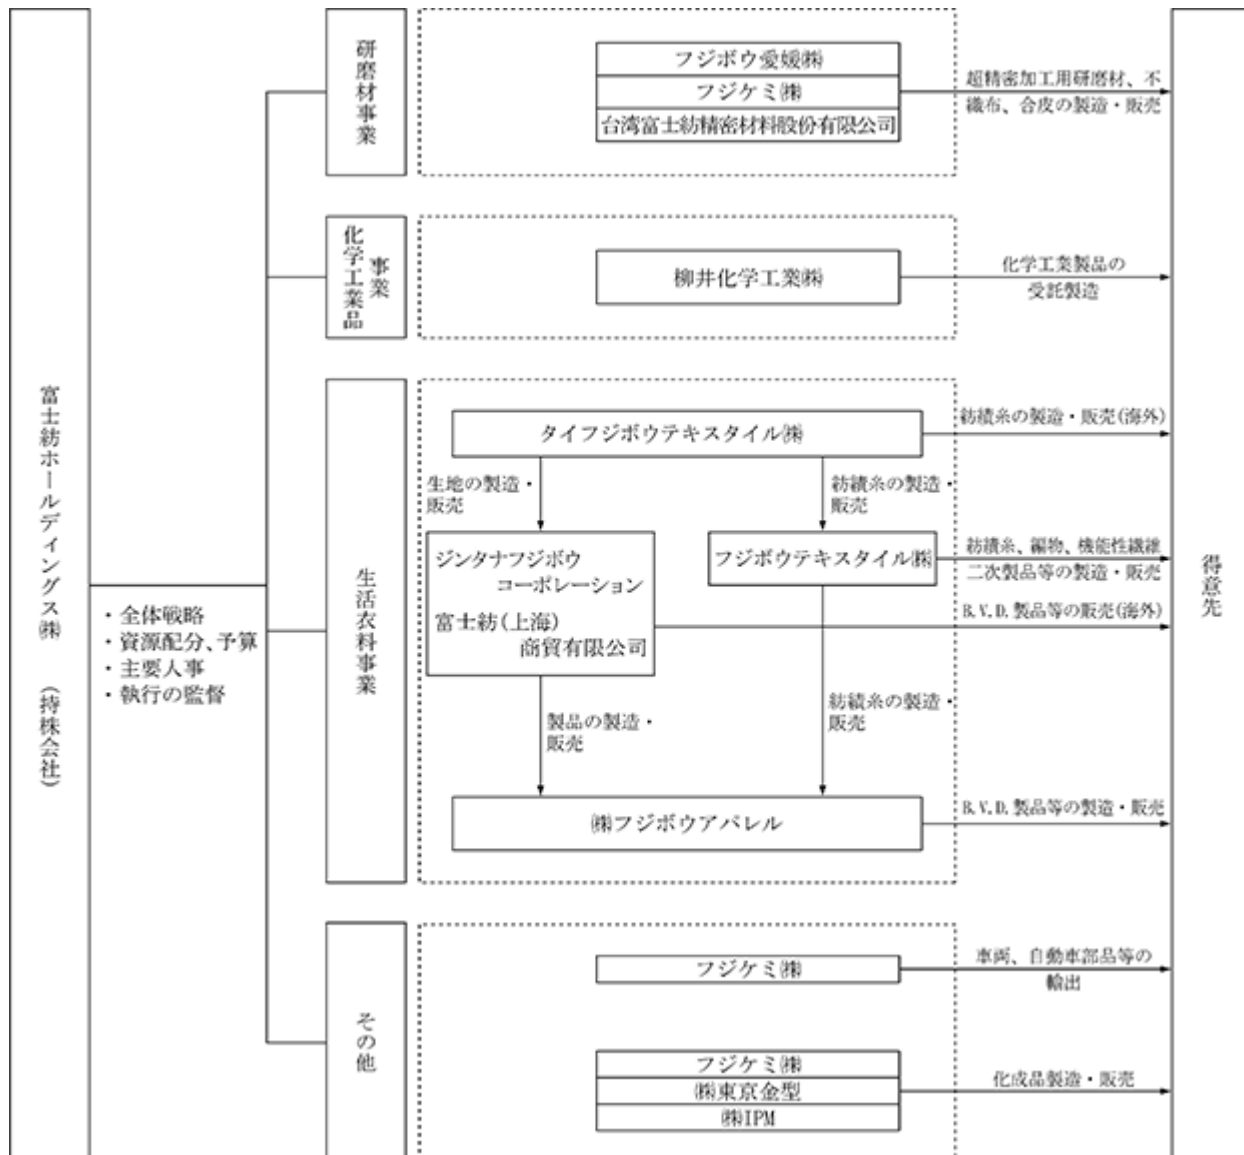 富士紡ホールディングス㈱　(持株会社)
・全体戦略
・資源配分、予算
・主要人事
・執行の監督
研磨材事業
フジボウ愛媛㈱
フジケミ㈱
台湾富士紡精密材料股份有限公司
超精密加工用研磨材、不
織布、合皮の製造・販売
化学工業品
事業
柳井化学工業㈱
化学工業製品の
受託製造
生活衣料事業
タイフジボウテキスタイル㈱
紡績糸の製造・販売(海外)
生地の製造・
販売
紡績糸の製造・
販売
ジンタナフジボウ
コーポレーション
富士紡(上海)
商貿有限公司
フジボウテキスタイル㈱
紡績糸、編物、機能性繊維
二次製品等の製造・販売
B.V.D.製品等の販売(海外)
製品の製造・
販売
紡績糸の製造・
販売
㈱フジボウアパレル
B.V.D.製品等の製造・販売
その他
フジケミ㈱
車両、自動車部品等の
輸出
フジケミ㈱
㈱東京金型
㈱IPM
化成品製造・販売
得意先